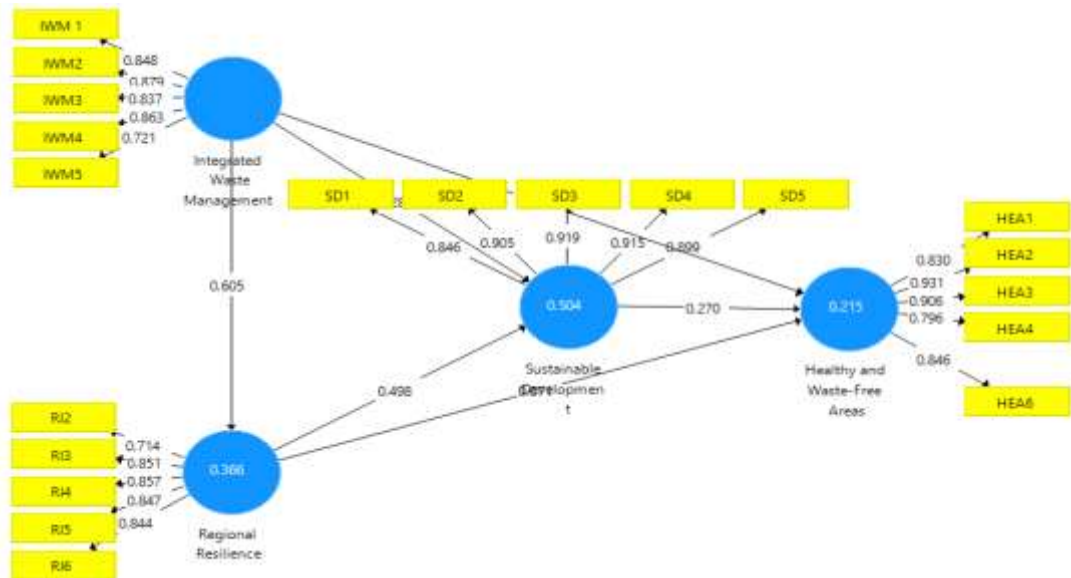 IWM 1
IWM2
IWM3
IWM4
IWM5
0.848
0.879
0.837
0.863
0.721
Integrated
Waste
Management
SD1
SD2
SD3
SD4
SD5
0.846
0.905
0.919
0.915
0.899
0.605
0.504
Sustainable
Developmen
t
0.270
0.498
0.215
Healthy and
Waste-Free
Areas
HEA1
HEA2
HEA3
HEA4
HEA6
0.830
0.931
0.906
0.796
0.846
RI2
RI3
RI4
RI5
RI6
0.714
0.851
0.857
0.847
0.844
0.366
Regional
Resilience